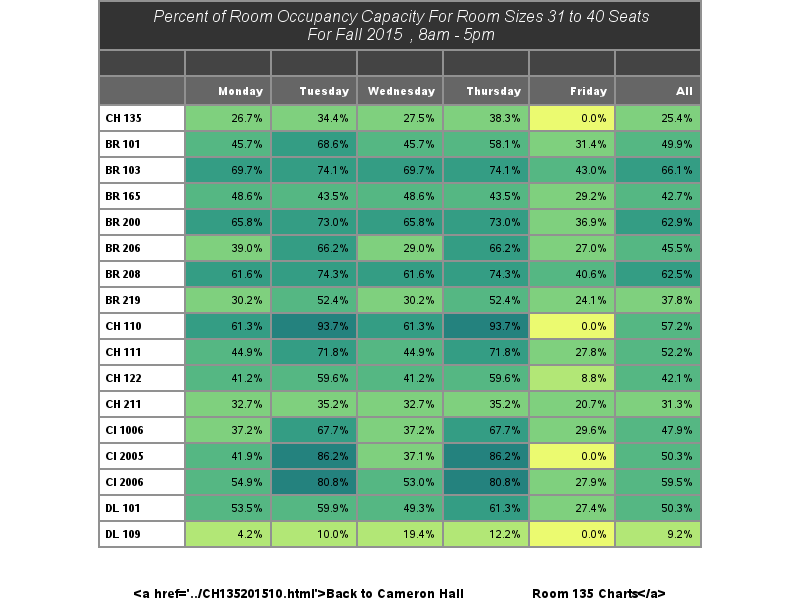 Percent of Room Occupancy Capacity For Room Sizes 31 to 40 Seats
For Fall 2015 , 8am - 5pm
Monday Tuesday Wednesday Thursday Friday All
CH 135 26.7% 34.4% 27.5% 38.3% 0.0% 25.4%
BR 101 45.7% 68.6% 45.7% 58.1% 31.4% 49.9%
BR 103 69.7% 74.1% 69.7% 74.1% 43.0% 66.1%
BR 165 48.6% 43.5% 48.6% 43.5% 29.2% 42.7%
BR 200 65.8% 73.0% 65.8% 73.0% 36.9% 62.9%
BR 206 39.0% 66.2% 29.0% 66.2% 27.0% 45.5%
BR 208 61.6% 74.3% 61.6% 74.3% 40.6% 62.5%
BR 219 30.2% 52.4% 30.2% 52.4% 24.1% 37.8%
CH 110 61.3% 93.7% 61.3% 93.7% 0.0% 57.2%
CH 111 44.9% 71.8% 44.9% 71.8% 27.8% 52.2%
CH 122 41.2% 59.6% 41.2% 59.6% 8.8% 42.1%
CH 211 32.7% 35.2% 32.7% 35.2% 20.7% 31.3%
CI 1006 37.2% 67.7% 37.2% 67.7% 29.6% 47.9%
CI 2005 41.9% 86.2% 37.1% 86.2% 0.0% 50.3%
CI 2006 54.9% 80.8% 53.0% 80.8% 27.9% 59.5%
DL 101 53.5% 59.9% 49.3% 61.3% 27.4% 50.3%
DL 109 4.2% 10.0% 19.4% 12.2% 0.0% 9.2%
<a href='../CH135201510.html'>Back to Cameron Hall Room 135 Charts</a>